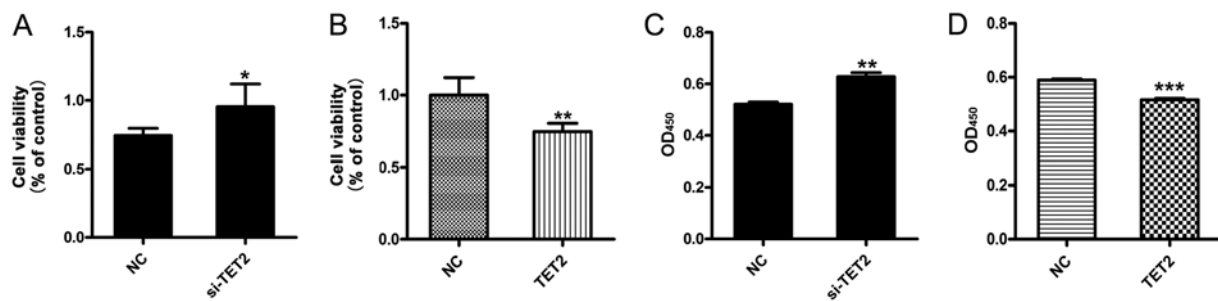 A
Cell viability
(% of control)
1.5
1.0
0.5
0.0
*
NC
si-TET2
B
Cell viability
(% of control)
1.5
1.0
0.5
0.0
**
NC
TET2
C
OD450
0.8
0.6
0.4
0.2
0.0
**
NC
si-TET2
D
OD450
0.8
0.6
0.4
0.2
0.0
***
NC
TET2